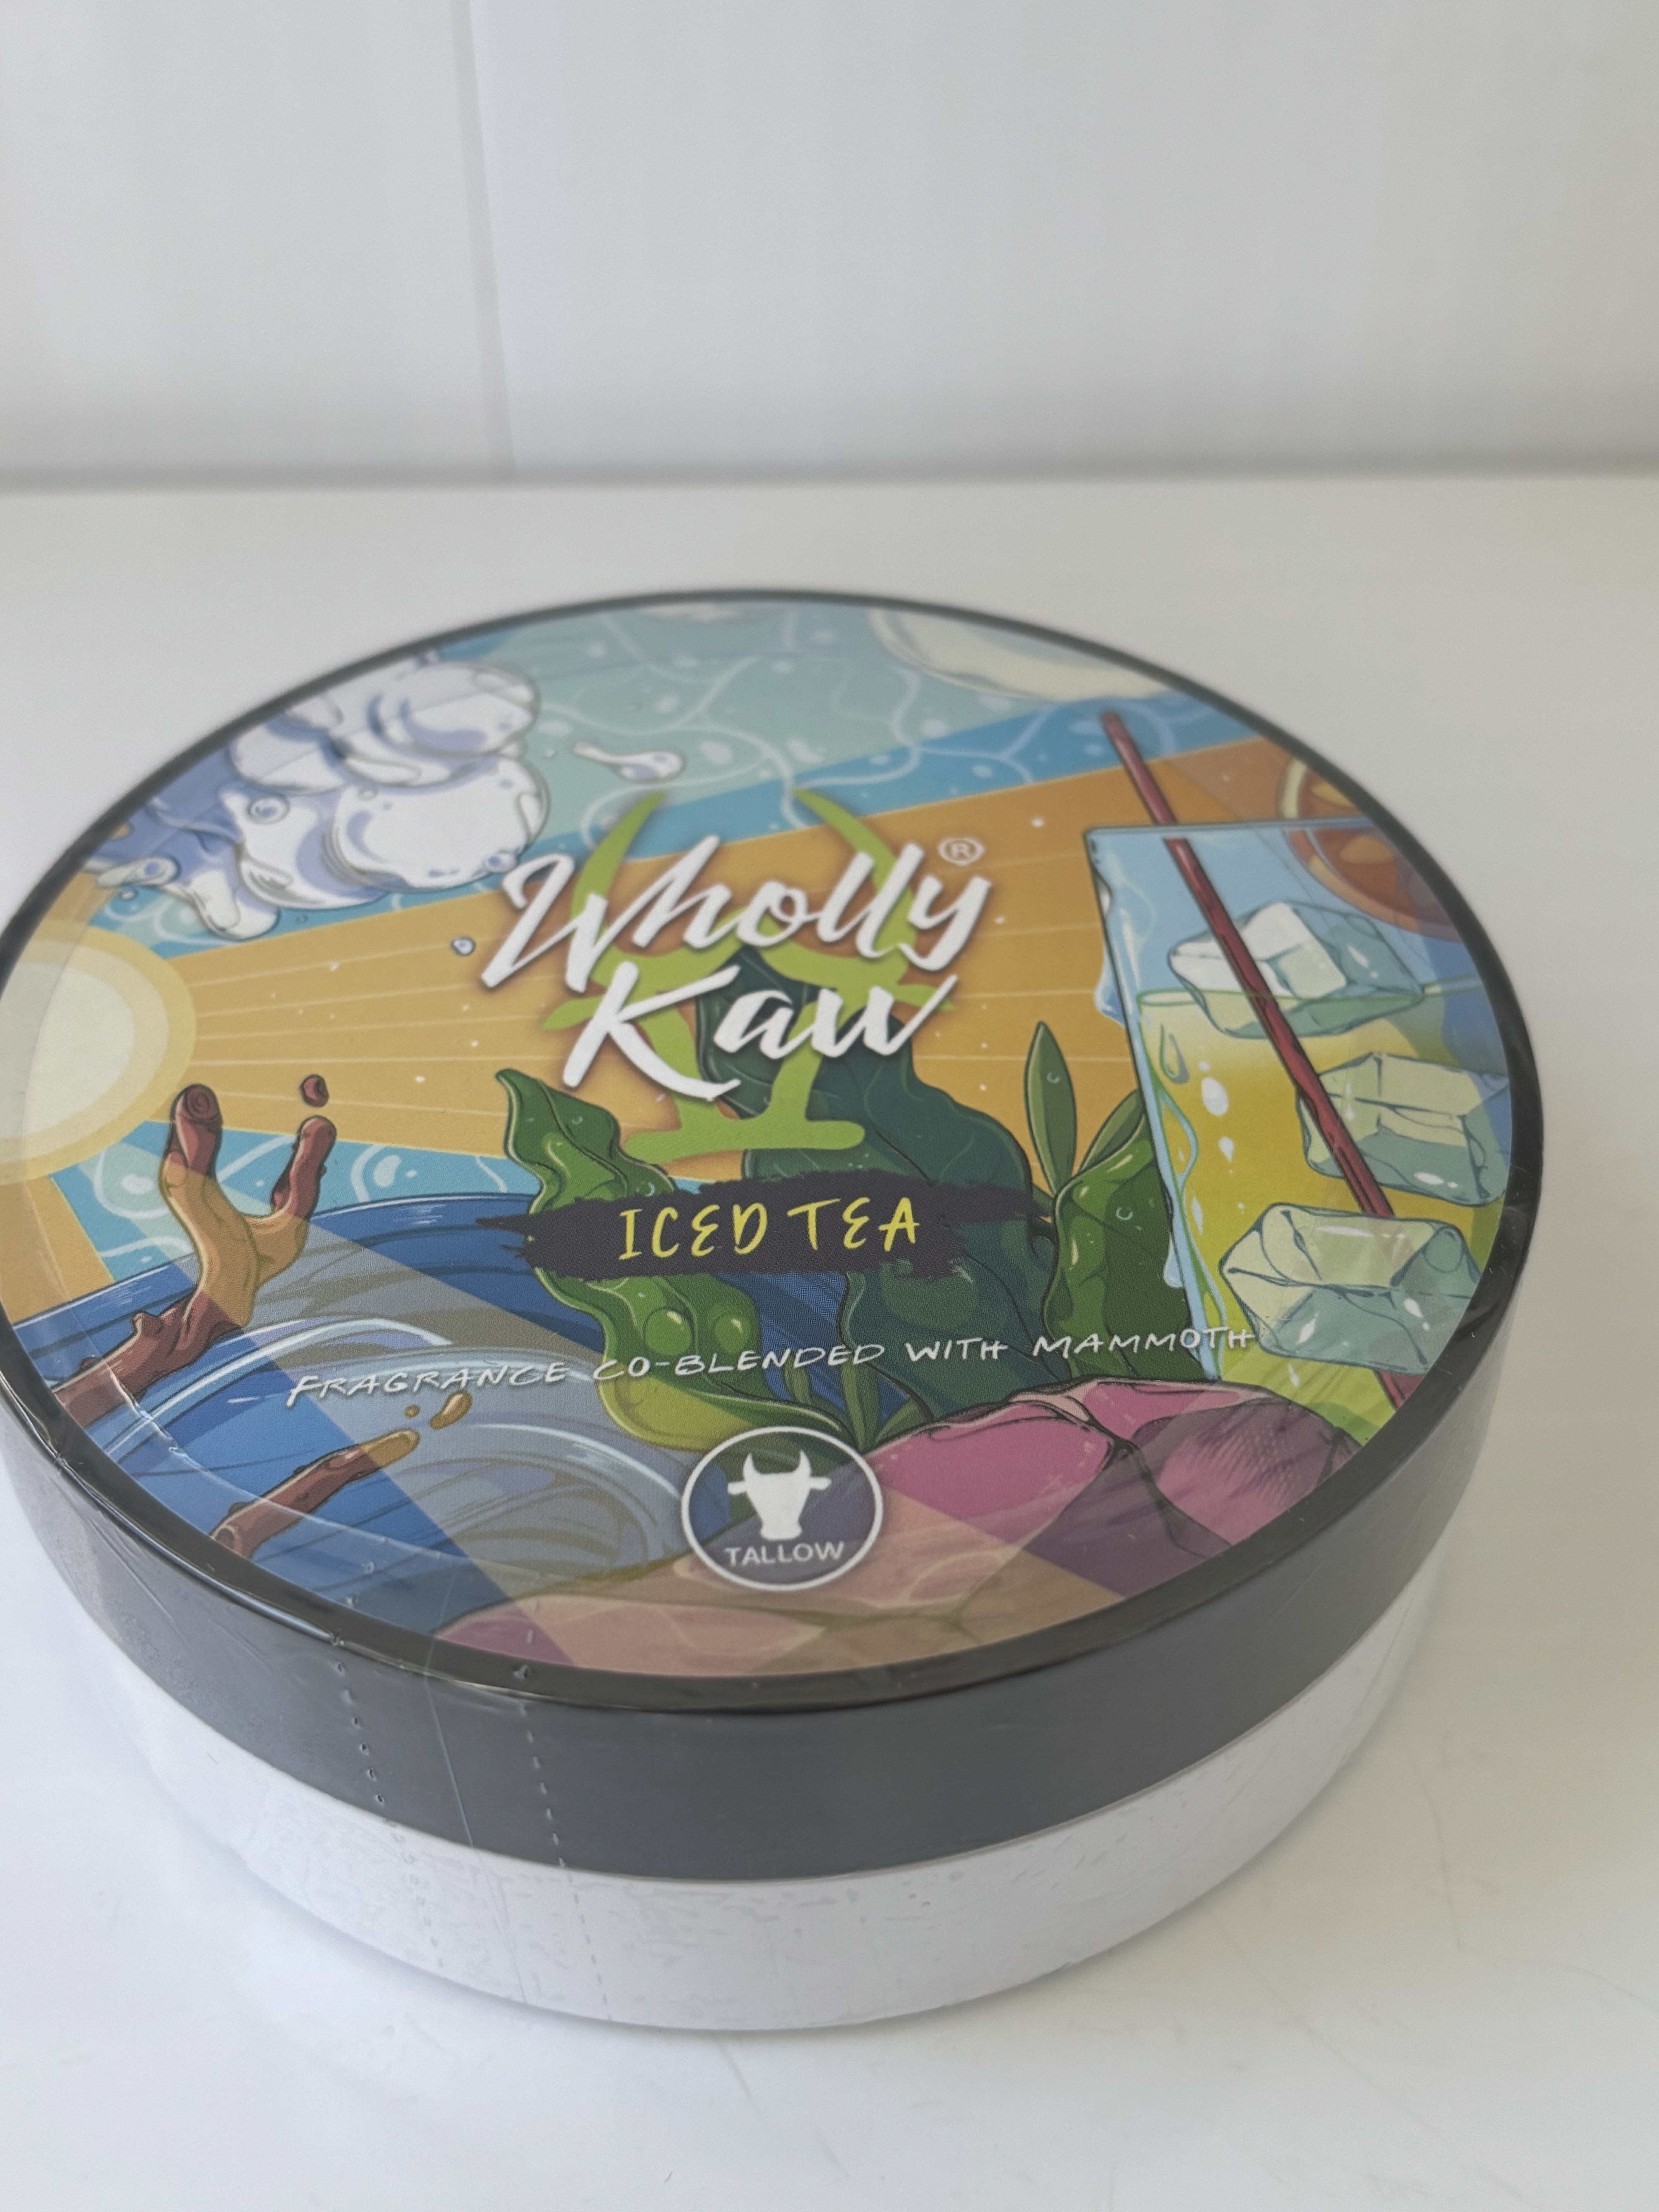 Wholly®
Kaw
ICED TEA
FRAGRANCE CO-BLENDED WITH MAMMOTH
TALLOW